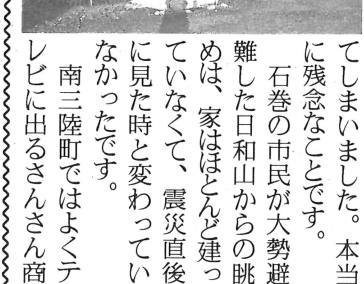 てしまいました。本当
に残念なことです。
石巻の市民が大勢避
難した日和山からの眺
めは、家はほとんど建っ
ていなくて、震災直後
に見た時と変わってい
なかったです。
南三陸町ではよくテ
レビに出るさんさん商